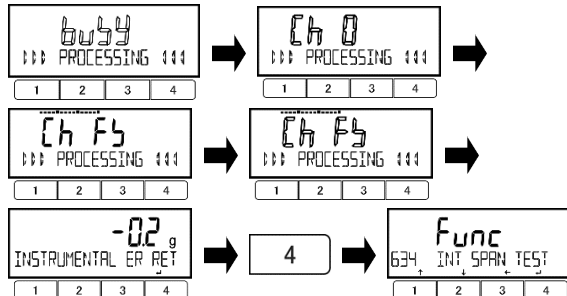 buSY
PROCESSING
1 2 3 4
Ch 0
PROCESSING
1 2 3 4
Ch FS
PROCESSING
1 2 3 4
Ch FS
PROCESSING
1 2 3 4
-0.2 g
INSTRUMENTAL ER RET
1 2 3 4
4
Func
634 INT SPAN TEST
1 2 3 4